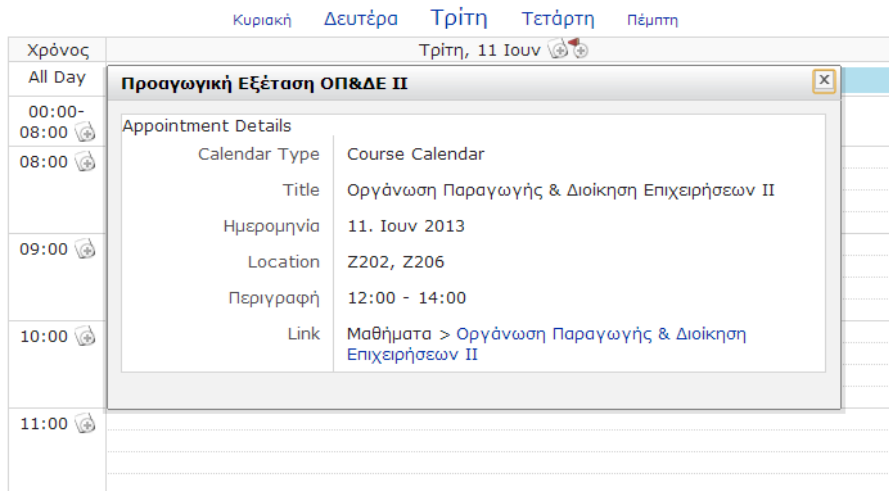 Κυριακή Δευτέρα Τρίτη Τετάρτη Πέμπτη
Χρόνος Τρίτη, 11 Ιουν
All Day
Προαγωγική Εξέταση ΟΠ&ΔΕ ΙΙ
00:00-
08:00
Appointment Details
Calendar Type Course Calendar
08:00
Title Οργάνωση Παραγωγής & Διοίκηση Επιχειρήσεων ΙΙ
Ημερομηνία 11. Ιουν 2013
09:00
Location Ζ202, Ζ206
Περιγραφή 12:00 - 14:00
10:00
Link Μαθήματα > Οργάνωση Παραγωγής & Διοίκηση
Επιχειρήσεων ΙΙ
11:00